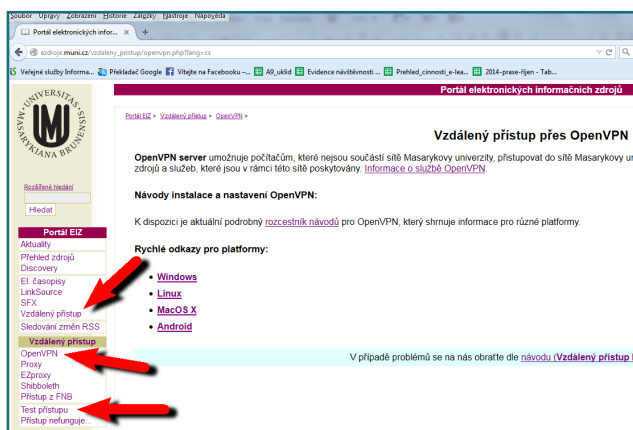 Soubor Úpravy Zobrazení Historie Záložky Nástroje Nápověda
Portál elektronických infor... × +
ezdroje.muni.cz/vzdaleny_pristup/openvpn.php?lang=cs
Veřejné služby Informa... Překladač Google Vítejte na Facebooku –... A9_uklid Evidence návštěvnosti ... Prehled_cinnosti_e-lea... 2014-praxe-říjen - Tab...
Portál elektronických informačních zdrojů
UNIVERSITAS MASARYKIANA BRUNENSIS
Portál EIZ > Vzdálený přístup > OpenVPN >
Vzdálený přístup přes OpenVPN
OpenVPN server umožňuje počítačům, které nejsou součástí sítě Masarykovy univerzity, přistupovat do sítě Masarykovy
zdrojů a služeb, které jsou v rámci této sítě poskytovány. Informace o službě OpenVPN.
Návody instalace a nastavení OpenVPN:
K dispozici je aktuální podrobný rozcestník návodů pro OpenVPN, který shrnuje informace pro různé platformy.
Rychlé odkazy pro platformy:
• Windows
• Linux
• MacOS X
• Android
V případě problémů se na nás obraťte dle návodu (Vzdálený přístup
Rozšířené hledání
Hledat
Portál EIZ
Aktuality
Přehled zdrojů
Discovery
El. časopisy
LinkSource
SFX
Vzdálený přístup
Sledování změn RSS
Vzdálený přístup
OpenVPN
Proxy
EZproxy
Shibboleth
Přístup z FNB
Test přístupu
Přístup nefunguje...